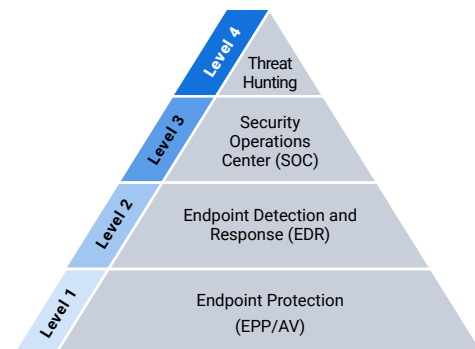 Level 4
Threat
Hunting
Level 3
Security
Operations
Center (SOC)
Level 2
Endpoint Detection and
Response (EDR)
Level 1
Endpoint Protection
(EPP/AV)